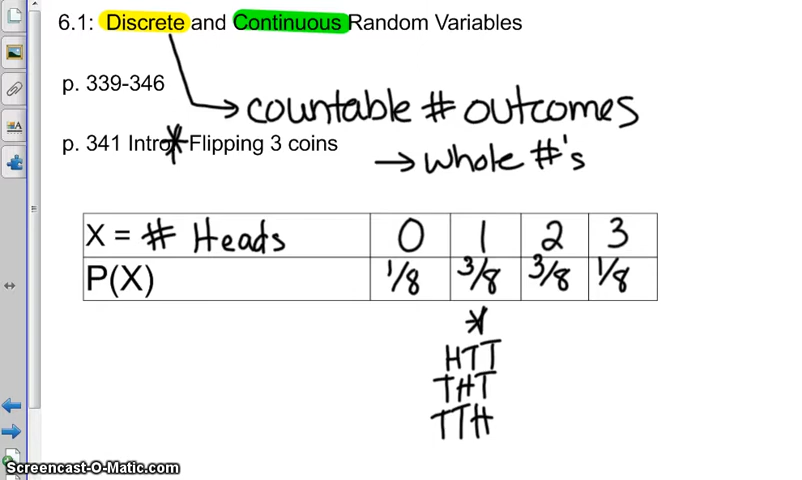 6.1: Discrete and Continuous Random Variables
p. 339-346
countable # outcomes
p. 341 Intro * Flipping 3 coins
→ whole #'s
X = # Heads 0 1 2 3
P(X) 1/8 3/8 3/8 1/8
*
HTT
THT
TTH
Screencast-O-Matic.com